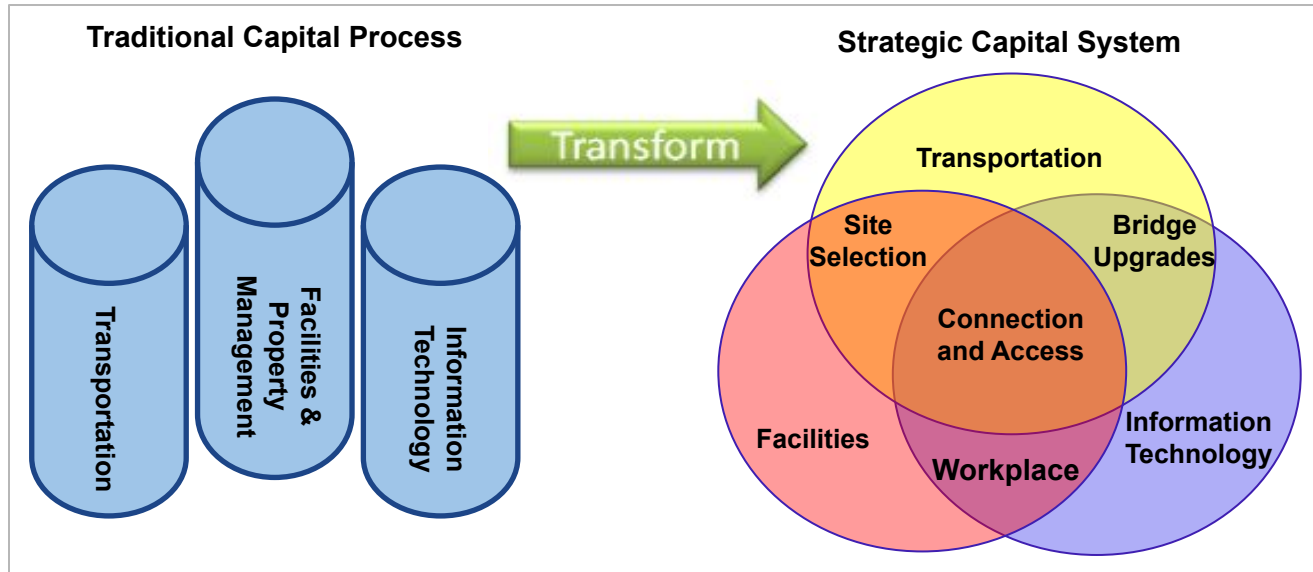 Traditional Capital Process
Transportation
Facilities &
Property
Management
Information
Technology
Transform
Strategic Capital System
Transportation
Site
Selection
Bridge
Upgrades
Connection
and Access
Facilities
Workplace
Information
Technology